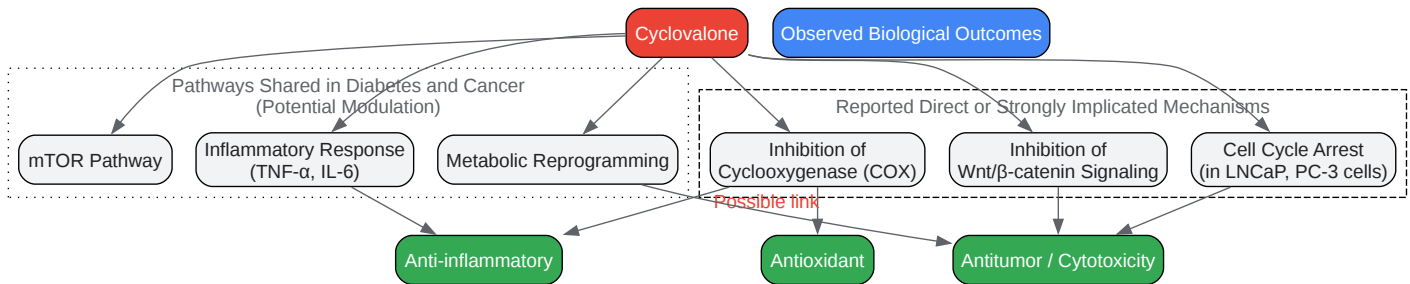 Cyclovalone
Observed Biological Outcomes
Pathways Shared in Diabetes and Cancer
(Potential Modulation)
Reported Direct or Strongly Implicated Mechanisms
mTOR Pathway
Inflammatory Response
(TNF-α, IL-6)
Metabolic Reprogramming
Inhibition of
Cyclooxygenase (COX)
Inhibition of
Wnt/β-catenin Signaling
Cell Cycle Arrest
(in LNCaP, PC-3 cells)
Possible link
Anti-inflammatory
Antioxidant
Antitumor / Cytotoxicity